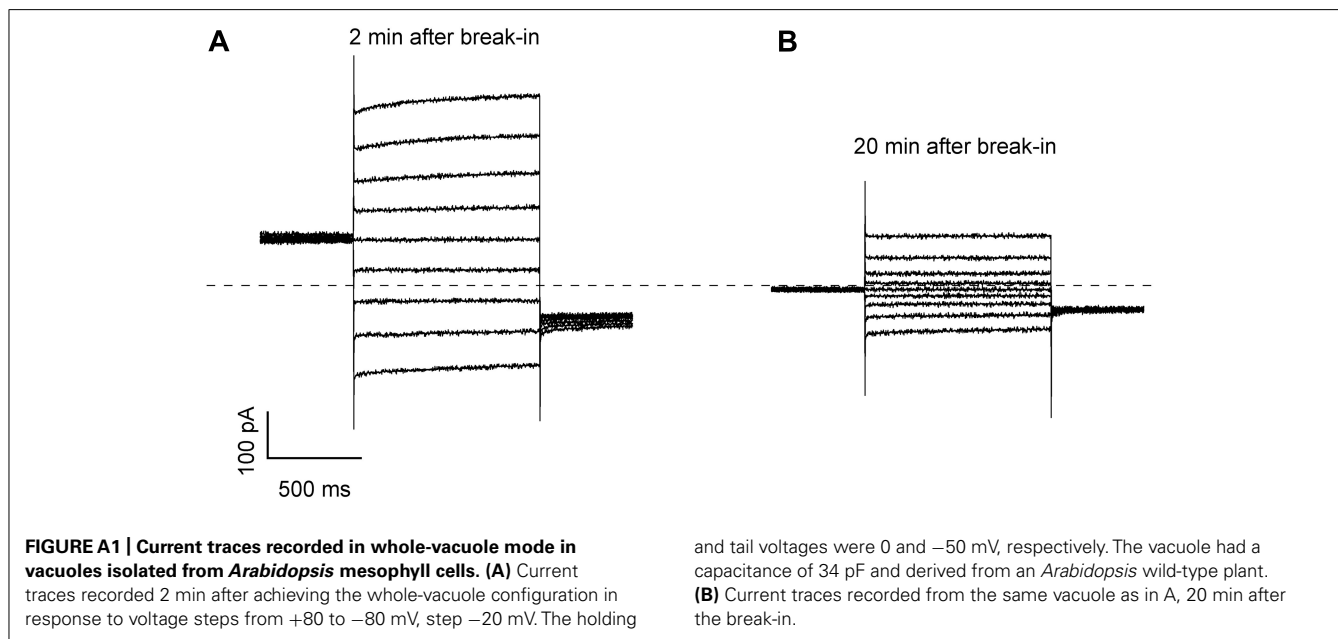 A
2 min after break-in
B
20 min after break-in
100 pA
500 ms
FIGURE A1 | Current traces recorded in whole-vacuole mode in
vacuoles isolated from Arabidopsis mesophyll cells. (A) Current
traces recorded 2 min after achieving the whole-vacuole configuration in
response to voltage steps from +80 to −80 mV, step −20 mV. The holding
and tail voltages were 0 and −50 mV, respectively. The vacuole had a
capacitance of 34 pF and derived from an Arabidopsis wild-type plant.
(B) Current traces recorded from the same vacuole as in A, 20 min after
the break-in.